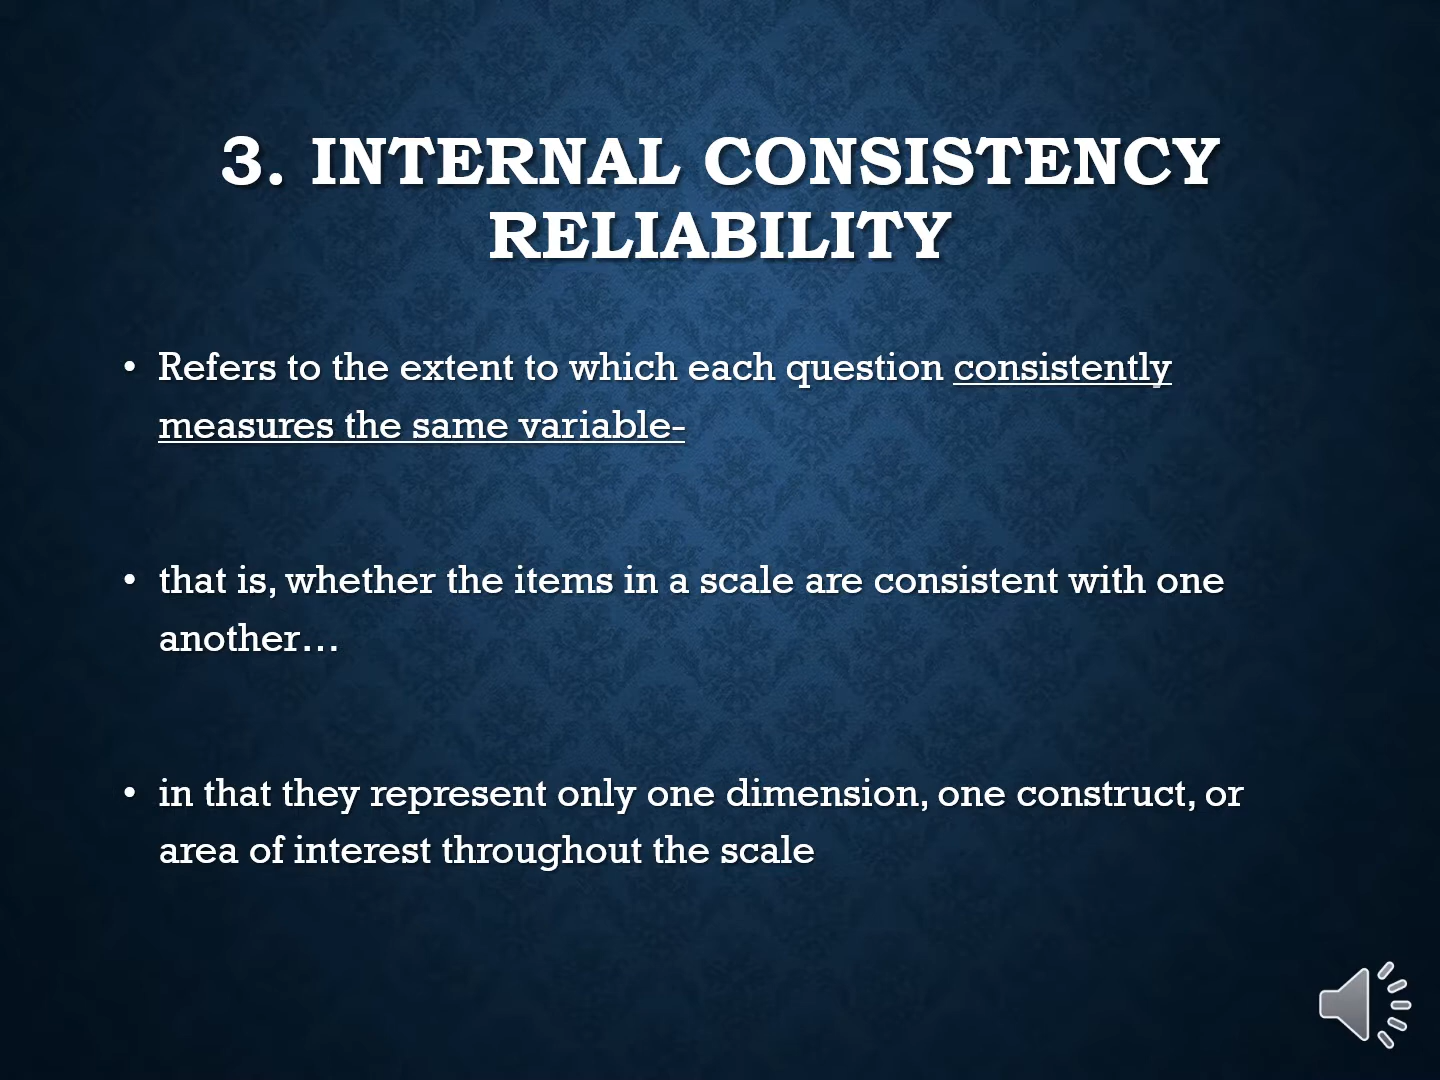 3. INTERNAL CONSISTENCY
RELIABILITY
• Refers to the extent to which each question consistently
measures the same variable-
• that is, whether the items in a scale are consistent with one
another…
• in that they represent only one dimension, one construct, or
area of interest throughout the scale